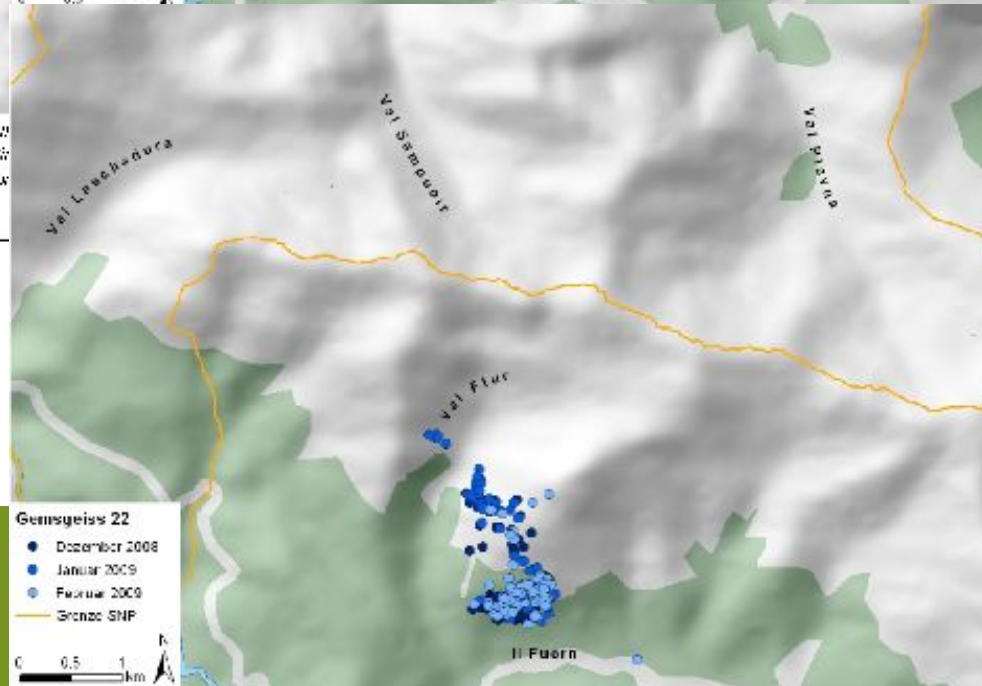 Val Sampuoir
Val Plavna
Val Laschadura
Val Ftur
Gemsgeiss 22
Dezember 2008
Januar 2009
Februar 2009
Grenze SNP
N
0 0.5 1
km
Il Fuorn